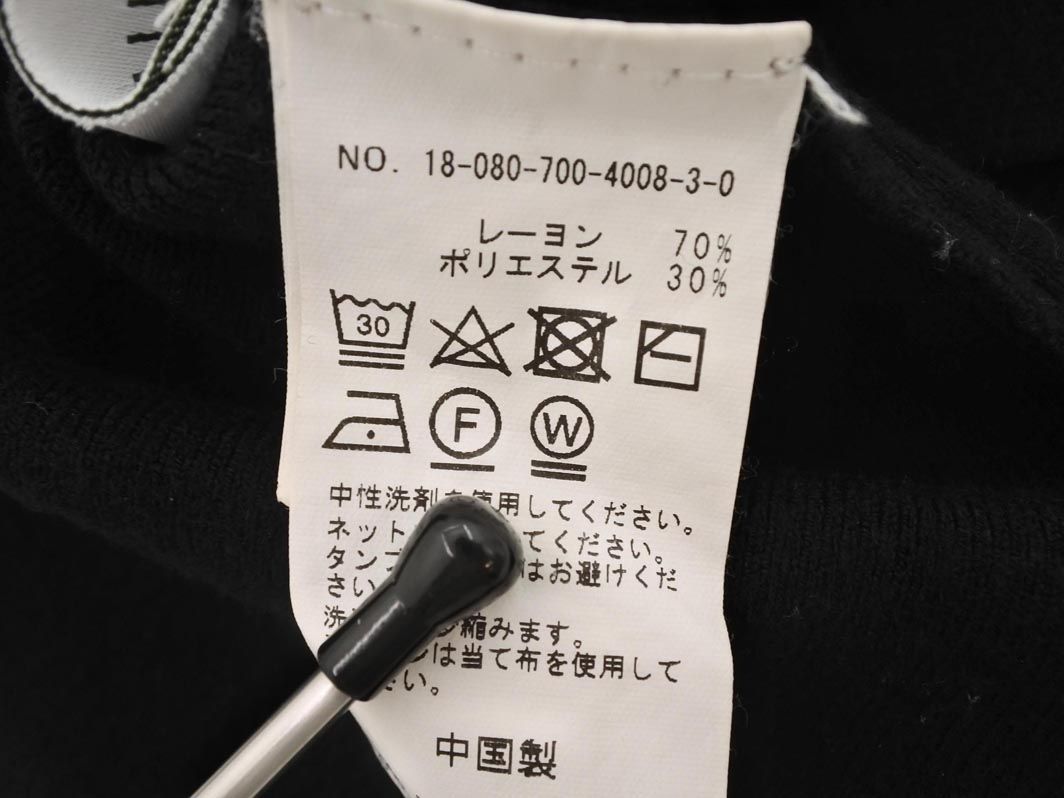 NO. 18-080-700-4008-3-0
レーヨン 70%
ポリエステル 30%
30
F
W
中性洗剤を使用してください。
ネット てください。
タンブ はお避けくだ
さい
洗 縮みます。
は当て布を使用して
さい。
中国製